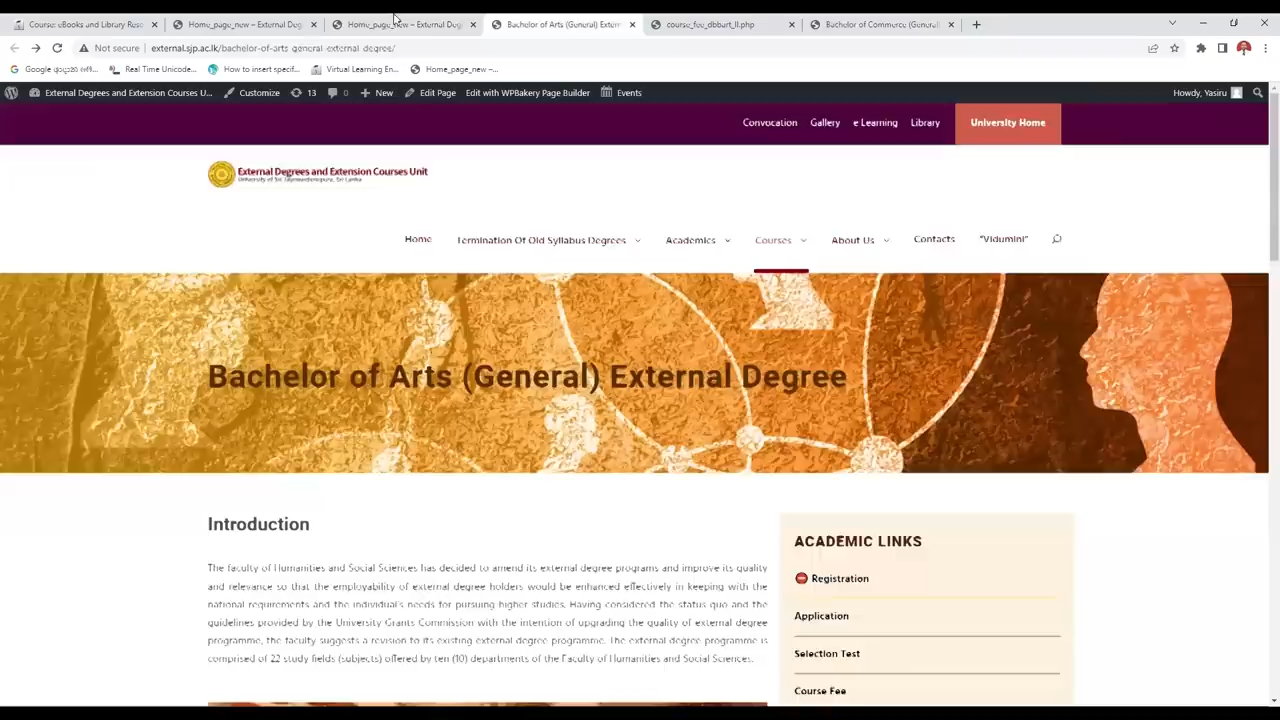 Course: eBooks and Library Reso
Home_page_new – External Deg
Home_page_new – External Deg
Bachelor of Arts (General) Extern
course_fee_dbbart_II.php
Bachelor of Commerce (General)
Not secure
external.sjp.ac.lk/bachelor-of-arts-general-external-degree/
Google
Real Time Unicode...
How to insert specif...
Virtual Learning En...
Home_page_new –...
External Degrees and Extension Courses U...
Customize
13
0
New
Edit Page
Edit with WPBakery Page Builder
Events
Howdy, Yasiru
Convocation
Gallery
e Learning
Library
University Home
External Degrees and Extension Courses Unit
University of Sri Jayewardenepura, Sri Lanka
Home
Termination Of Old Syllabus Degrees
Academics
Courses
About Us
Contacts
"Vidumini"
Bachelor of Arts (General) External Degree
Introduction
The faculty of Humanities and Social Sciences has decided to amend its external degree programs and improve its quality
and relevance so that the employability of external degree holders would be enhanced effectively in keeping with the
national requirements and the individual's needs for pursuing higher studies. Having considered the status quo and the
guidelines provided by the University Grants Commission with the intention of upgrading the quality of external degree
programme, the faculty suggests a revision to its existing external degree programme. The external degree programme is
comprised of 22 study fields (subjects) offered by ten (10) departments of the Faculty of Humanities and Social Sciences.
ACADEMIC LINKS
Registration
Application
Selection Test
Course Fee